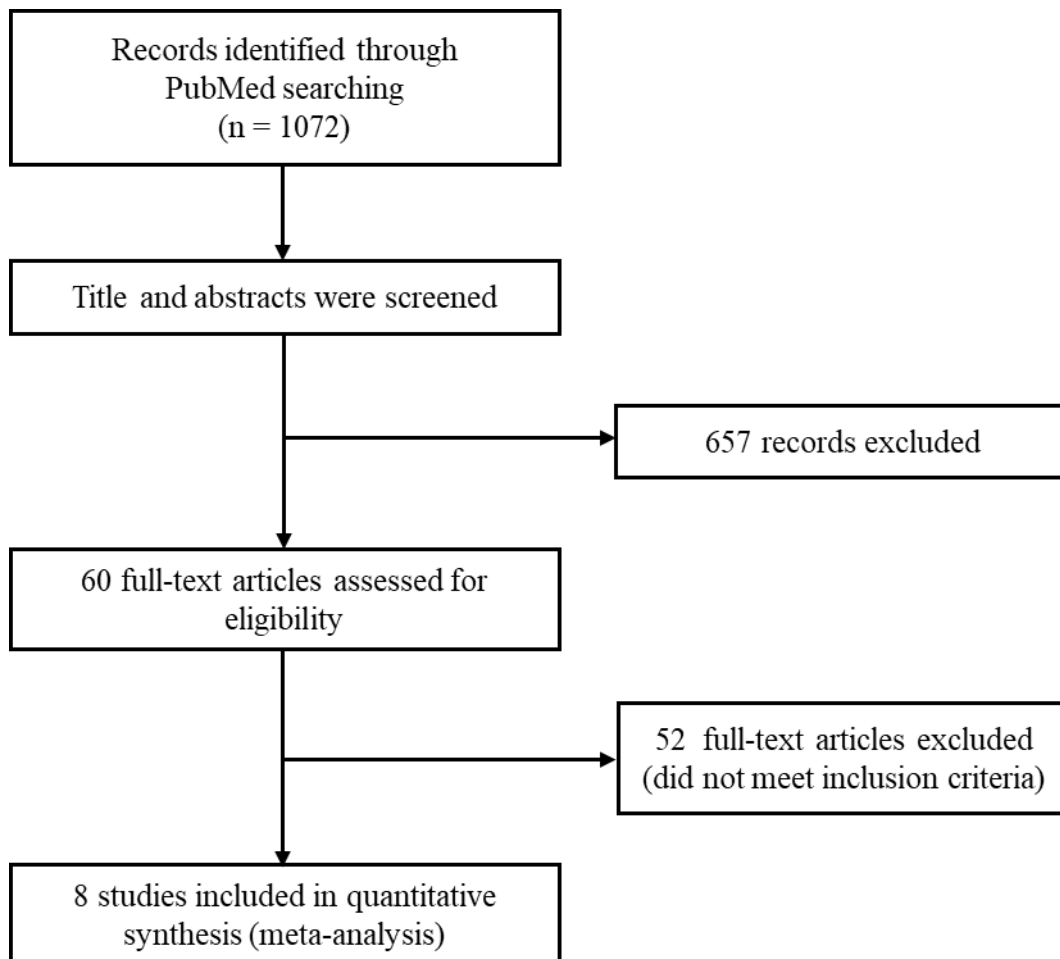 Records identified through
PubMed searching
(n = 1072)
Title and abstracts were screened
657 records excluded
60 full-text articles assessed for
eligibility
52 full-text articles excluded
(did not meet inclusion criteria)
8 studies included in quantitative
synthesis (meta-analysis)